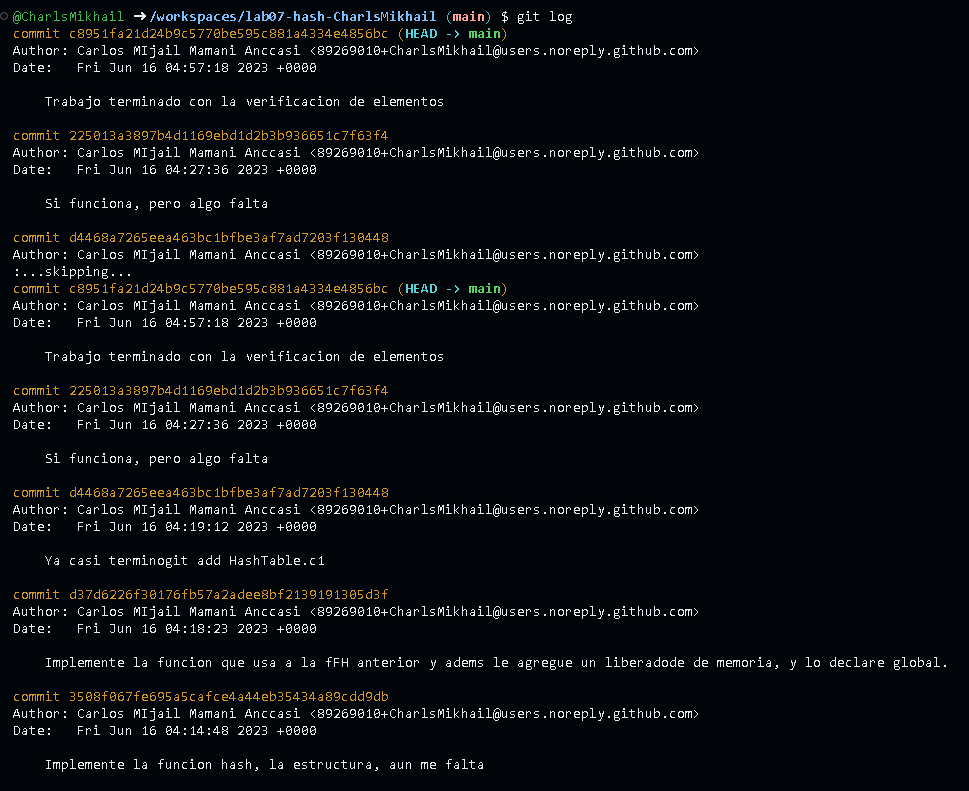 @CharlsMikhail ➜/workspaces/lab07-hash-CharlsMikhail (main) $ git log
commit c8951fa21d24b9c5770be595c881a4334e4856bc (HEAD -> main)
Author: Carlos MIjail Mamani Anccasi <89269010+CharlsMikhail@users.noreply.github.com>
Date:   Fri Jun 16 04:57:18 2023 +0000
    Trabajo terminado con la verificacion de elementos
commit 225013a3897b4d1169ebd1d2b3b936651c7f63f4
Author: Carlos MIjail Mamani Anccasi <89269010+CharlsMikhail@users.noreply.github.com>
Date:   Fri Jun 16 04:27:36 2023 +0000
    Si funciona, pero algo falta
commit d4468a7265eea463bc1bfbe3af7ad7203f130448
Author: Carlos MIjail Mamani Anccasi <89269010+CharlsMikhail@users.noreply.github.com>
:...skipping...
commit c8951fa21d24b9c5770be595c881a4334e4856bc (HEAD -> main)
Author: Carlos MIjail Mamani Anccasi <89269010+CharlsMikhail@users.noreply.github.com>
Date:   Fri Jun 16 04:57:18 2023 +0000
    Trabajo terminado con la verificacion de elementos
commit 225013a3897b4d1169ebd1d2b3b936651c7f63f4
Author: Carlos MIjail Mamani Anccasi <89269010+CharlsMikhail@users.noreply.github.com>
Date:   Fri Jun 16 04:27:36 2023 +0000
    Si funciona, pero algo falta
commit d4468a7265eea463bc1bfbe3af7ad7203f130448
Author: Carlos MIjail Mamani Anccasi <89269010+CharlsMikhail@users.noreply.github.com>
Date:   Fri Jun 16 04:19:12 2023 +0000
    Ya casi terminogit add HashTable.c1
commit d37d6226f30176fb57a2adee8bf2139191305d3f
Author: Carlos MIjail Mamani Anccasi <89269010+CharlsMikhail@users.noreply.github.com>
Date:   Fri Jun 16 04:18:23 2023 +0000
    Implemente la funcion que usa a la fFH anterior y adems le agregue un liberadode de memoria, y lo declare global.
commit 3508f067fe695a5cafce4a44eb35434a89cdd9db
Author: Carlos MIjail Mamani Anccasi <89269010+CharlsMikhail@users.noreply.github.com>
Date:   Fri Jun 16 04:14:48 2023 +0000
    Implemente la funcion hash, la estructura, aun me falta